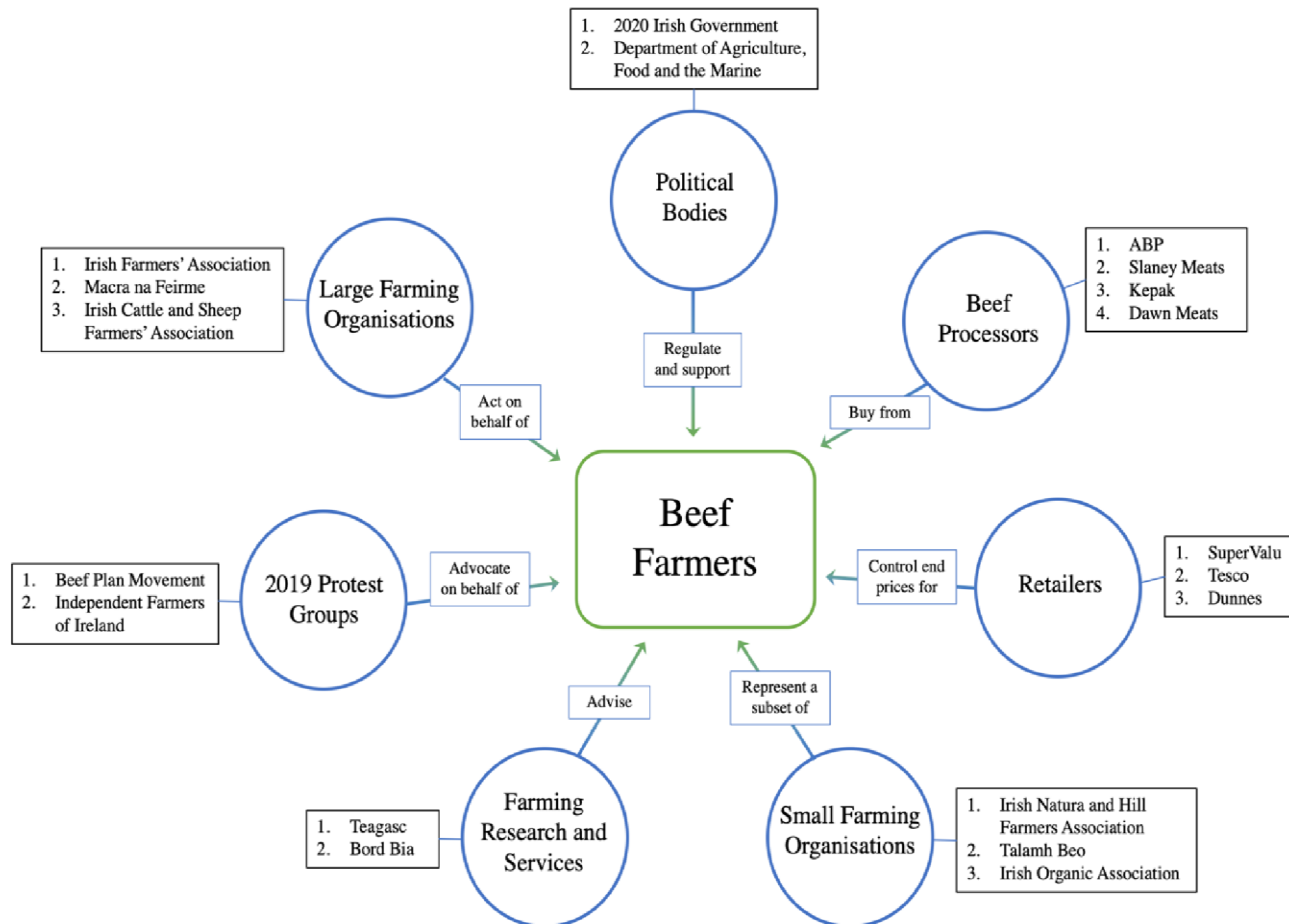 1. 2020 Irish Government
2. Department of Agriculture,
Food and the Marine
Political
Bodies
Regulate
and support
1. Irish Farmers’ Association
2. Macra na Feirme
3. Irish Cattle and Sheep
Farmers’ Association
Large Farming
Organisations
Act on
behalf of
Beef
Processors
1. ABP
2. Slaney Meats
3. Kepak
4. Dawn Meats
Buy from
Beef
Farmers
1. Beef Plan Movement
2. Independent Farmers
of Ireland
2019 Protest
Groups
Advocate
on behalf of
Control end
prices for
Retailers
1. SuperValu
2. Tesco
3. Dunnes
Advise
Farming
Research and
Services
1. Teagasc
2. Bord Bia
Represent a
subset of
Small Farming
Organisations
1. Irish Natura and Hill
Farmers Association
2. Talamh Beo
3. Irish Organic Association